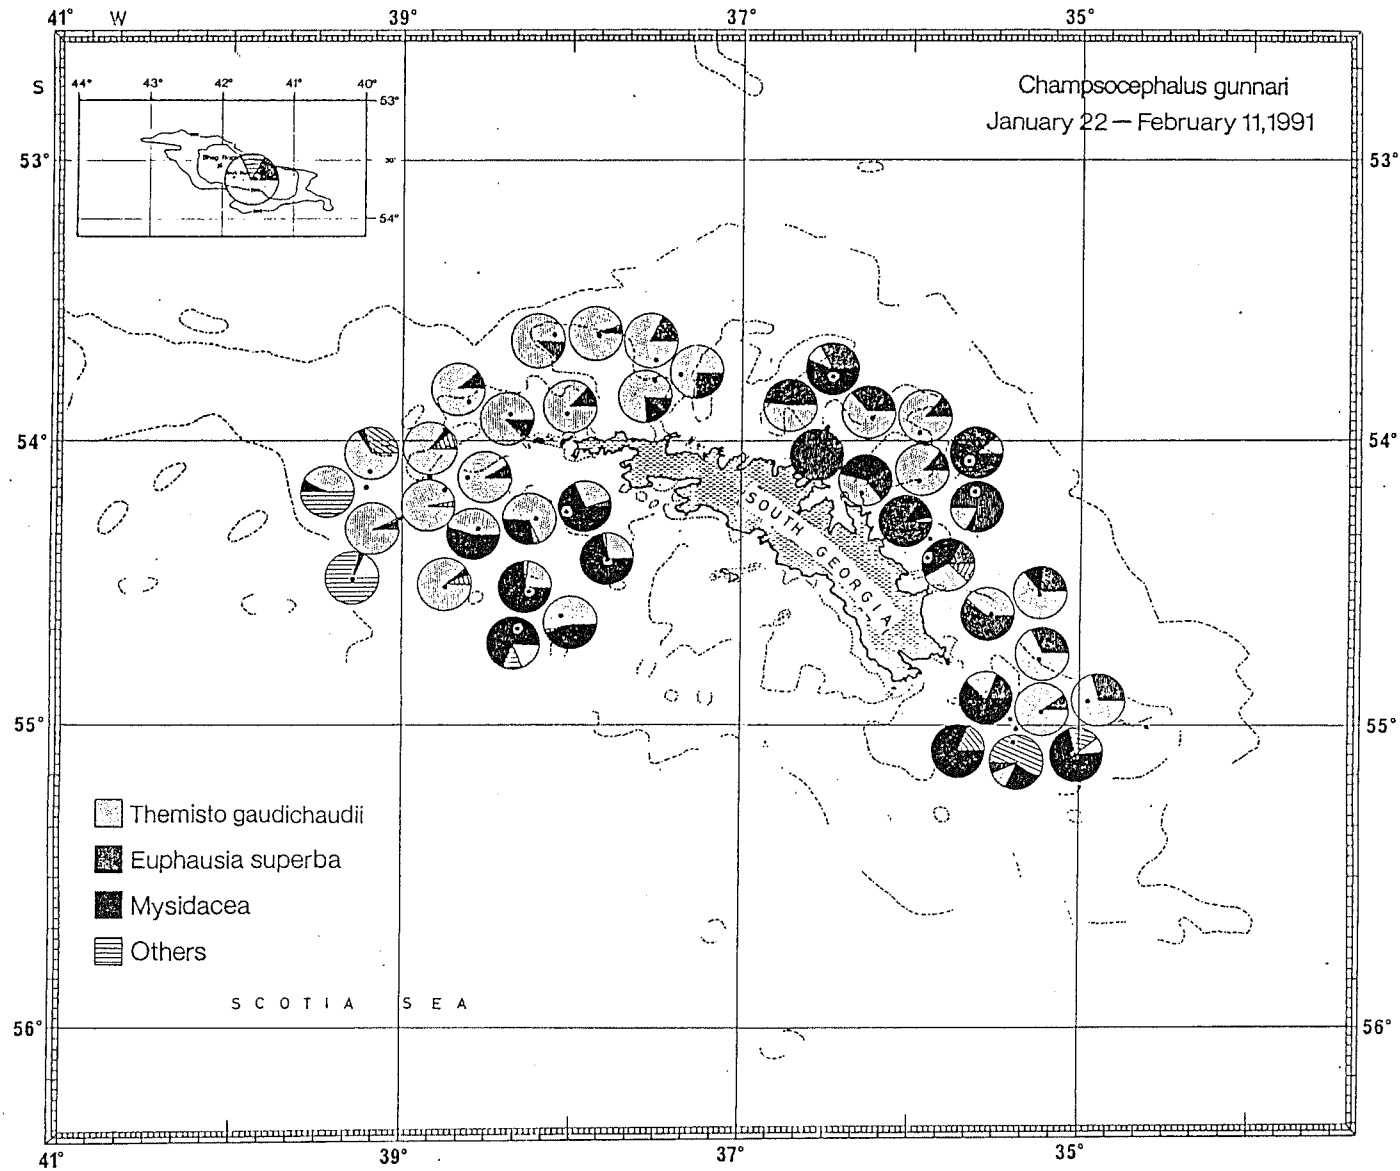 41° W 39° 37° 35°
S
44° 43° 42° 41° 40°
53°
30'
54°
Champsocephalus gunnari
January 22 — February 11, 1991
53° 53°
54° 54°
SOUTH GEORGIA
55° 55°
Themisto gaudichaudii
Euphausia superba
Mysidacea
Others
SCOTIA SEA
56° 56°
41° 39° 37° 35°